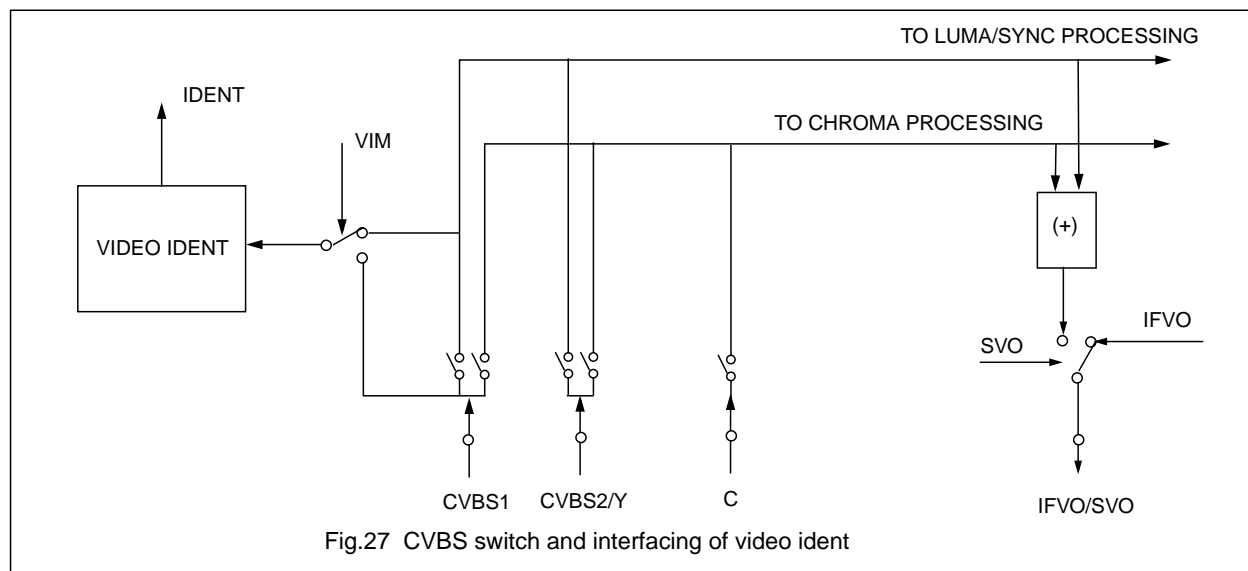 TO LUMA/SYNC PROCESSING
IDENT
TO CHROMA PROCESSING
VIM
VIDEO IDENT
(+)
IFVO
SVO
CVBS1
CVBS2/Y
C
IFVO/SVO
Fig.27 CVBS switch and interfacing of video ident